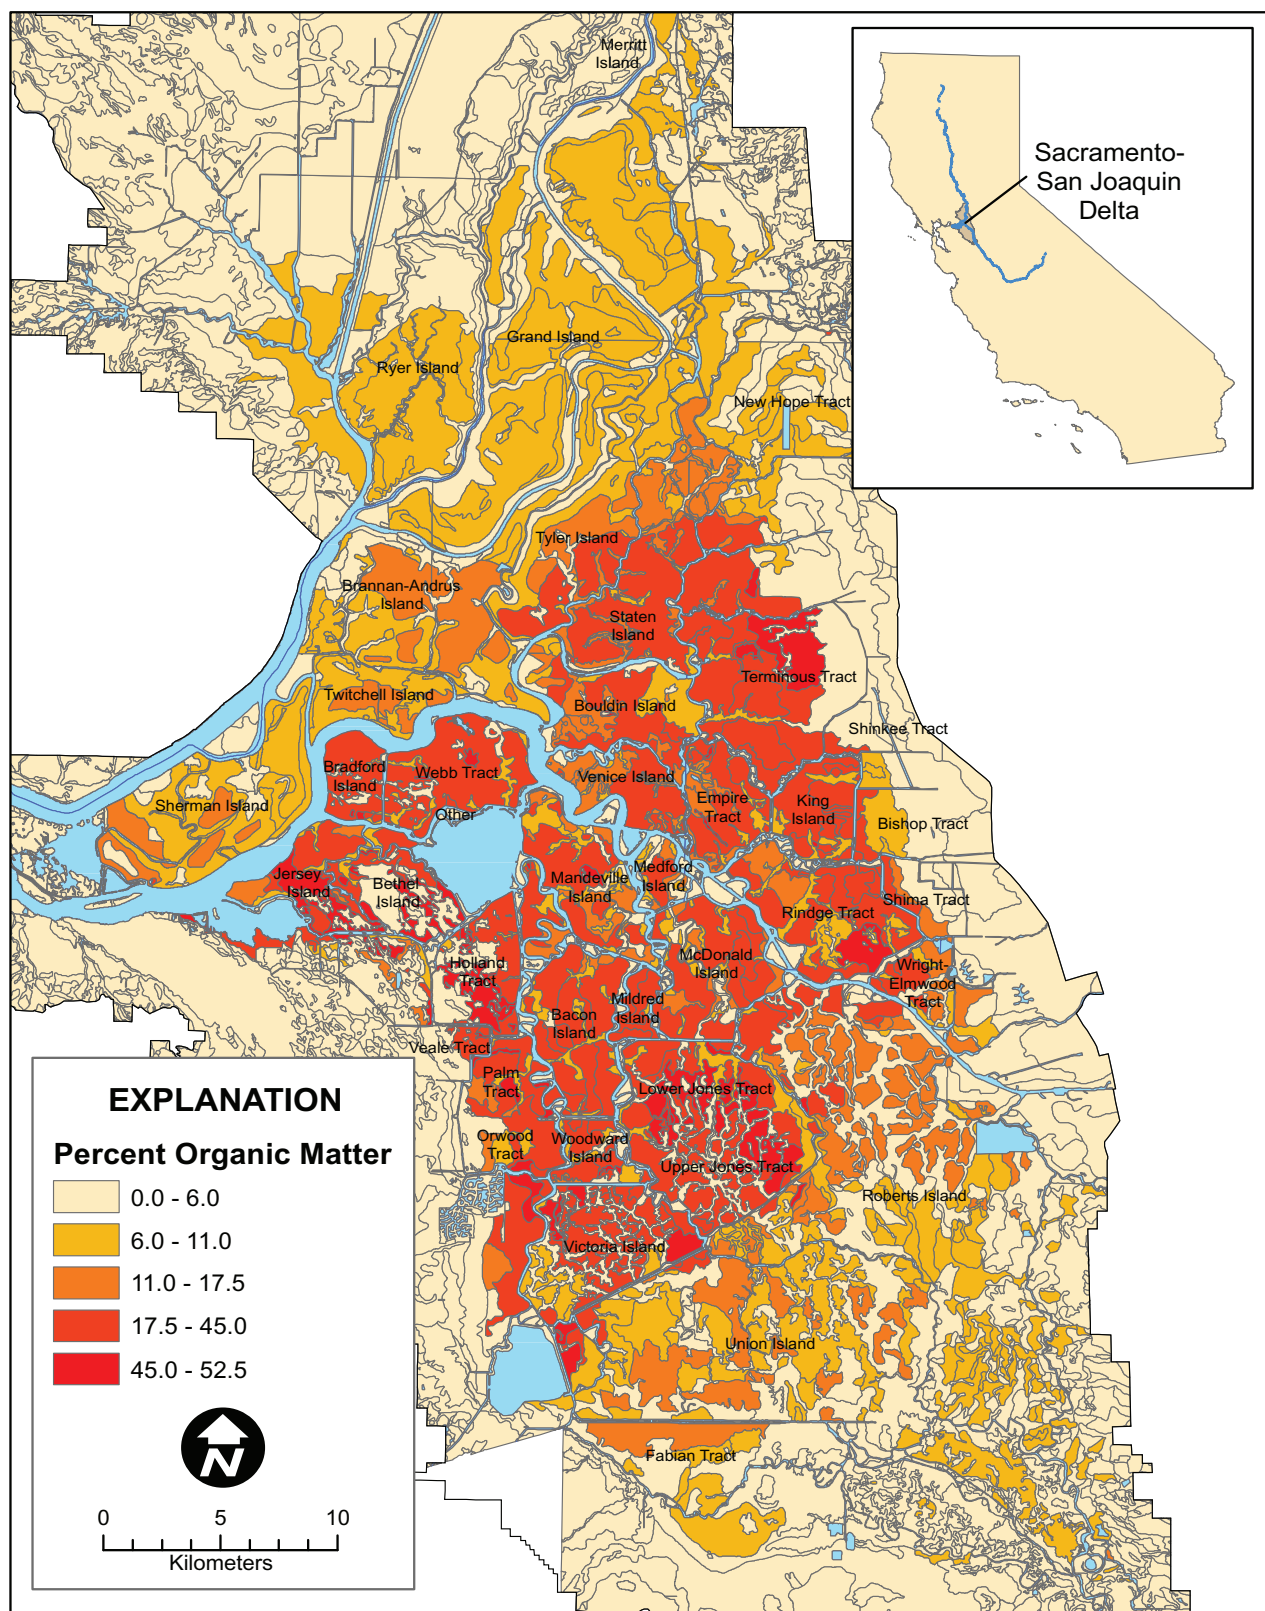 Merritt
Island
Sacramento-
San Joaquin
Delta
Grand Island
Ryer Island
New Hope Tract
Tyler Island
Brannan-Andrus
Island
Staten
Island
Terminous Tract
Twitchell Island
Bouldin Island
Shinkee Tract
Bradford
Island
Webb Tract
Venice Island
Sherman Island
Other
Empire
Tract
King
Island
Bishop Tract
Jersey
Island
Bethel
Island
Mandeville
Island
Medford
Island
Rindge Tract
Shima Tract
Holland
Tract
McDonald
Island
Wright-
Elmwood
Tract
Bacon
Island
Mildred
Island
Veale Tract
Palm
Tract
Lower Jones Tract
Orwood
Tract
Woodward
Island
Upper Jones Tract
Roberts Island
Victoria Island
Union Island
Fabian Tract
EXPLANATION
Percent Organic Matter
0.0 - 6.0
6.0 - 11.0
11.0 - 17.5
17.5 - 45.0
45.0 - 52.5
N
0 5 10
Kilometers